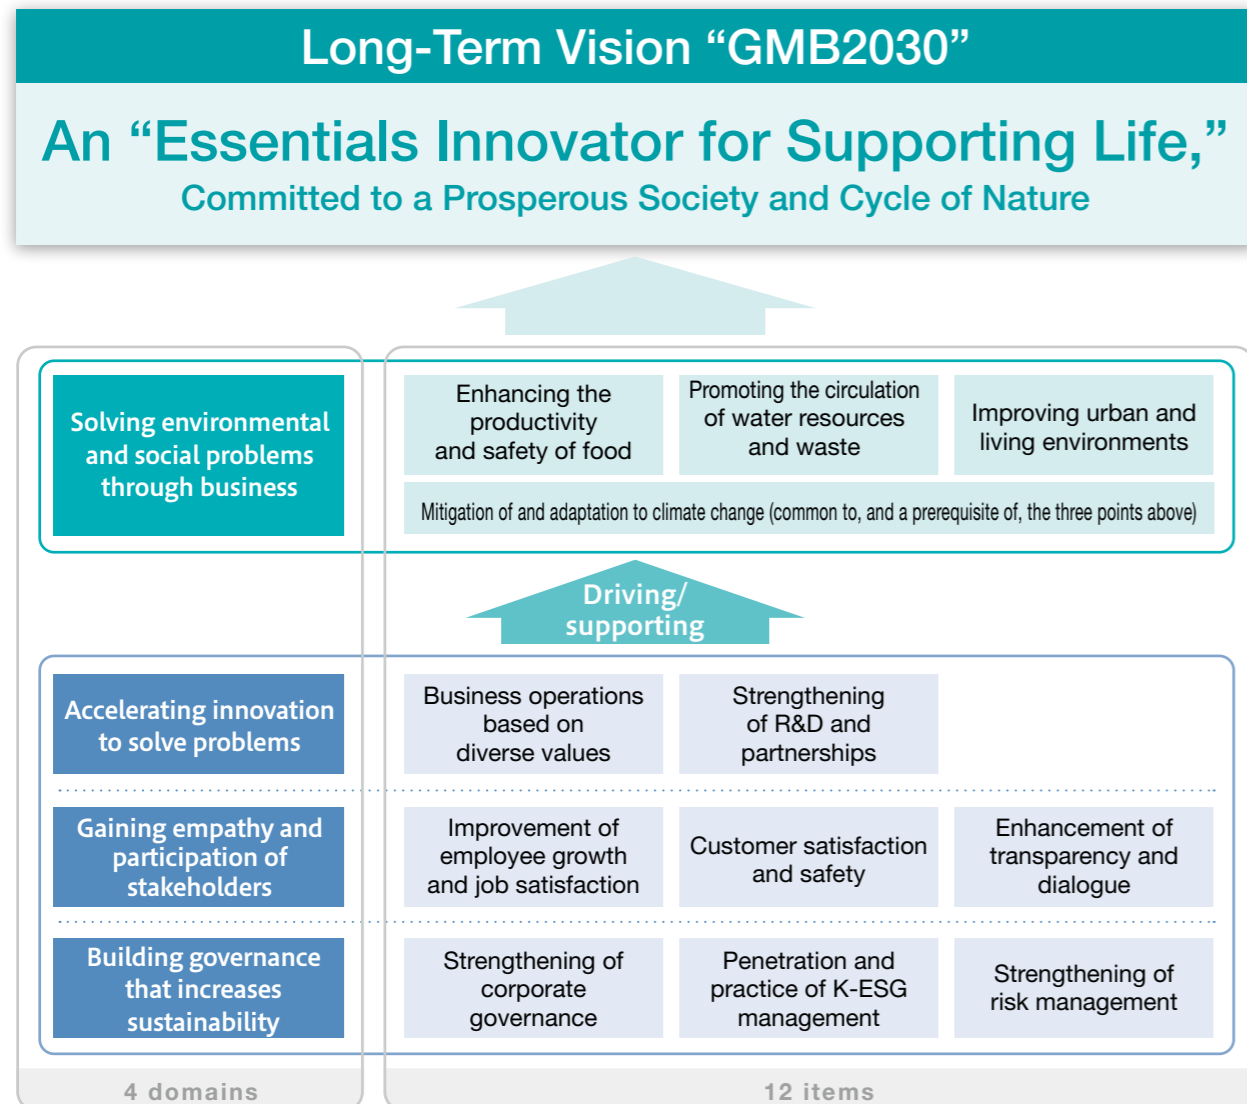 Long-Term Vision “GMB2030”
An “Essentials Innovator for Supporting Life,”
Committed to a Prosperous Society and Cycle of Nature
Solving environmental
and social problems
through business
Enhancing the
productivity
and safety of food
Promoting the circulation
of water resources
and waste
Improving urban and
living environments
Mitigation of and adaptation to climate change (common to, and a prerequisite of, the three points above)
Driving/
supporting
Accelerating innovation
to solve problems
Business operations
based on
diverse values
Strengthening
of R&D and
partnerships
Gaining empathy and
participation of
stakeholders
Improvement of
employee growth
and job satisfaction
Customer satisfaction
and safety
Enhancement of
transparency and
dialogue
Building governance
that increases
sustainability
Strengthening of
corporate
governance
Penetration and
practice of K-ESG
management
Strengthening of
risk management
4 domains
12 items